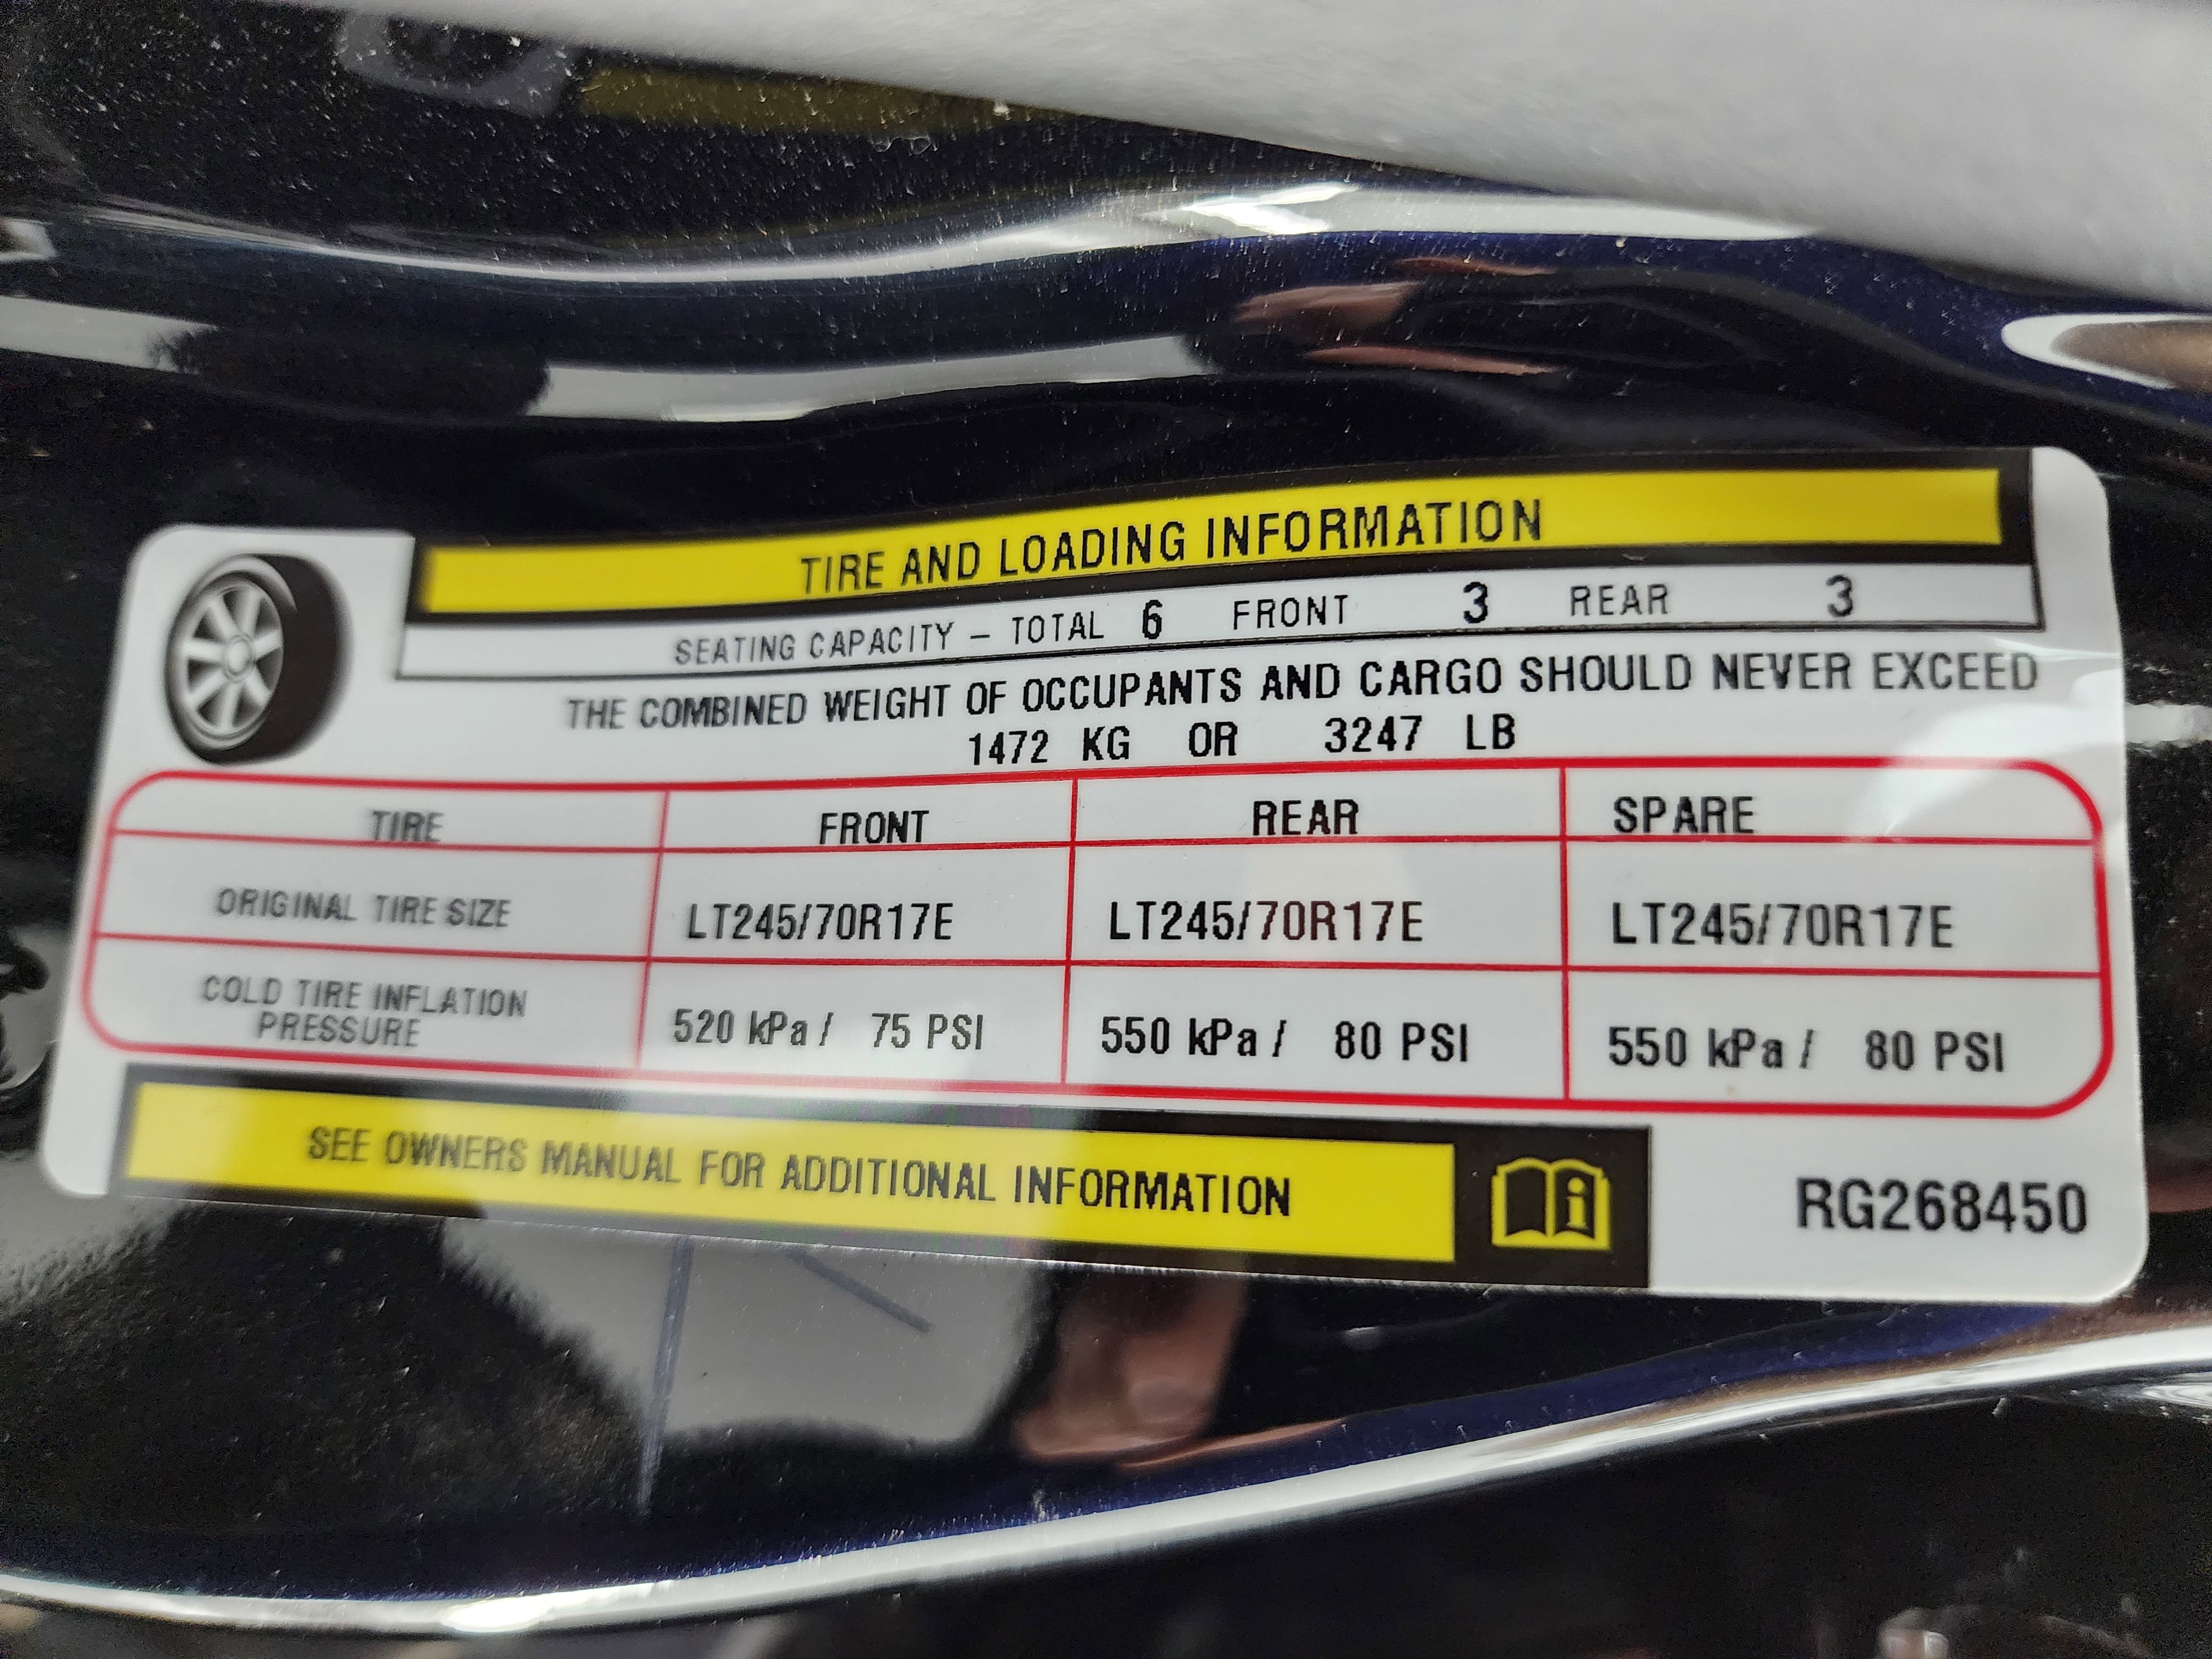 TIRE AND LOADING INFORMATION
SEATING CAPACITY – TOTAL 6 FRONT 3 REAR 3
THE COMBINED WEIGHT OF OCCUPANTS AND CARGO SHOULD NEVER EXCEED
1472 KG OR 3247 LB
TIRE FRONT REAR SPARE
ORIGINAL TIRE SIZE LT245/70R17E LT245/70R17E LT245/70R17E
COLD TIRE INFLATION
PRESSURE 520 kPa / 75 PSI 550 kPa / 80 PSI 550 kPa / 80 PSI
SEE OWNERS MANUAL FOR ADDITIONAL INFORMATION
RG268450